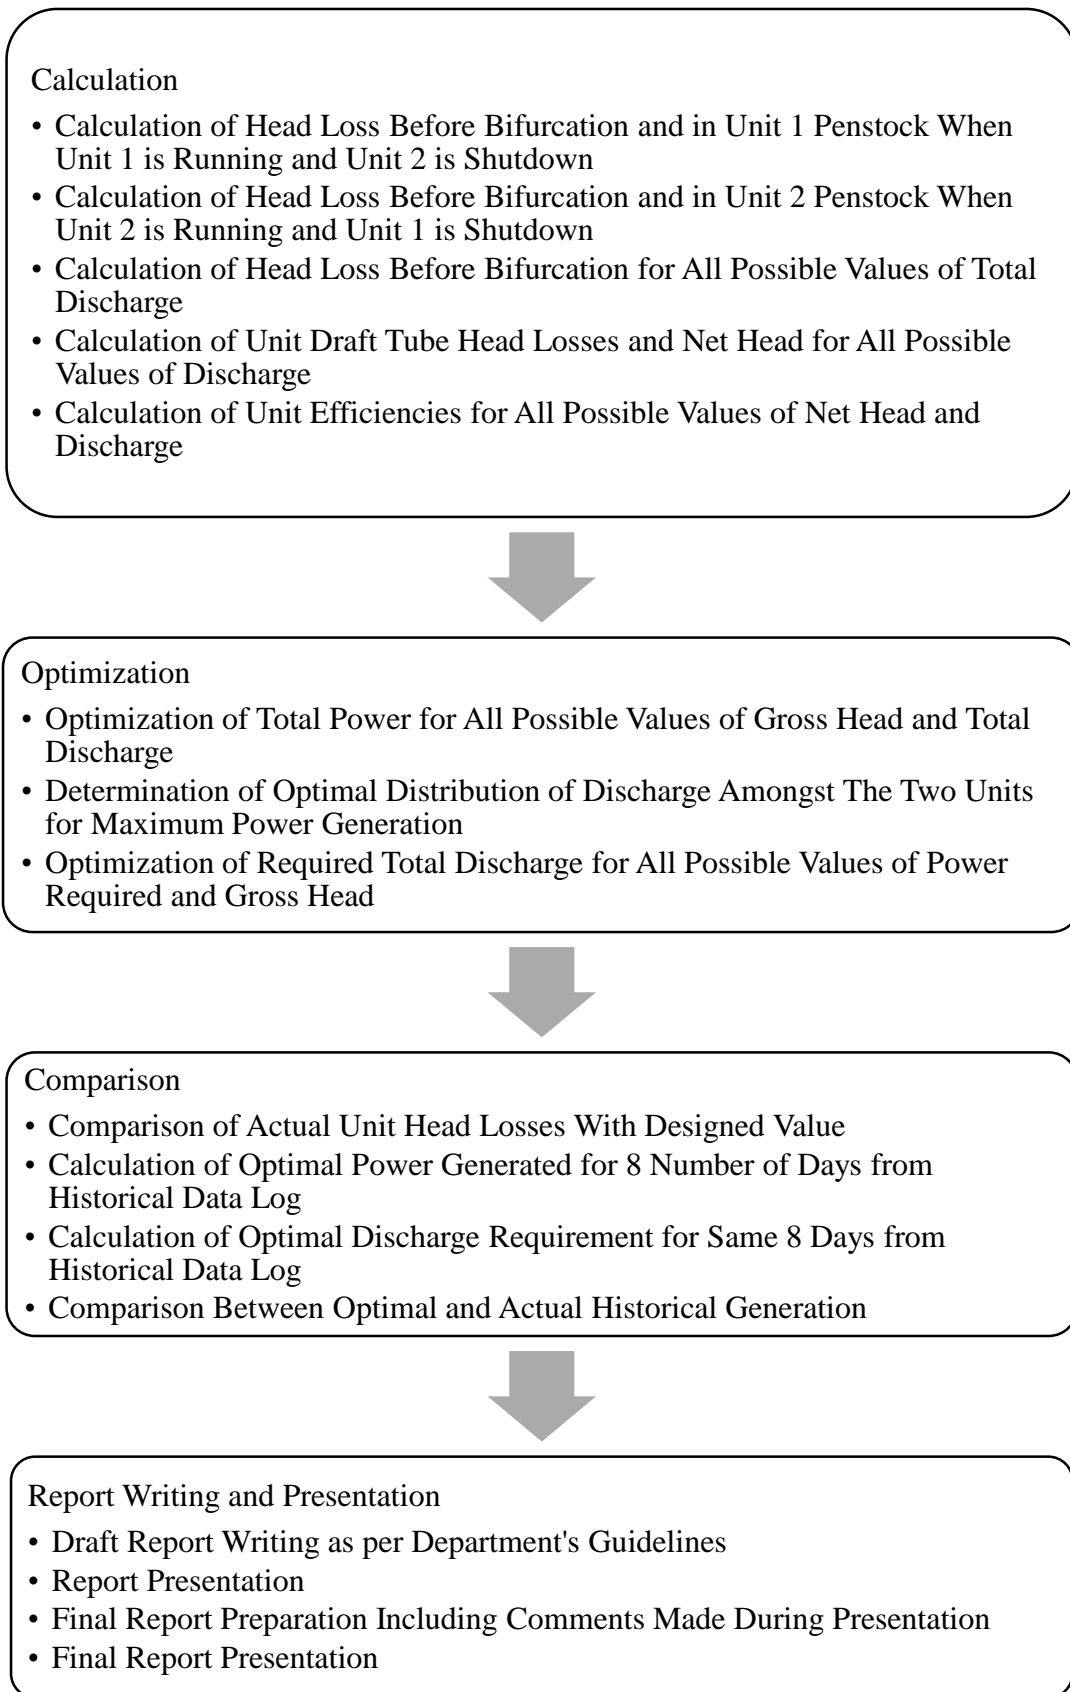 Calculation
• Calculation of Head Loss Before Bifurcation and in Unit 1 Penstock When
Unit 1 is Running and Unit 2 is Shutdown
• Calculation of Head Loss Before Bifurcation and in Unit 2 Penstock When
Unit 2 is Running and Unit 1 is Shutdown
• Calculation of Head Loss Before Bifurcation for All Possible Values of Total
Discharge
• Calculation of Unit Draft Tube Head Losses and Net Head for All Possible
Values of Discharge
• Calculation of Unit Efficiencies for All Possible Values of Net Head and
Discharge
Optimization
• Optimization of Total Power for All Possible Values of Gross Head and Total
Discharge
• Determination of Optimal Distribution of Discharge Amongst The Two Units
for Maximum Power Generation
• Optimization of Required Total Discharge for All Possible Values of Power
Required and Gross Head
Comparison
• Comparison of Actual Unit Head Losses With Designed Value
• Calculation of Optimal Power Generated for 8 Number of Days from
Historical Data Log
• Calculation of Optimal Discharge Requirement for Same 8 Days from
Historical Data Log
• Comparison Between Optimal and Actual Historical Generation
Report Writing and Presentation
• Draft Report Writing as per Department's Guidelines
• Report Presentation
• Final Report Preparation Including Comments Made During Presentation
• Final Report Presentation